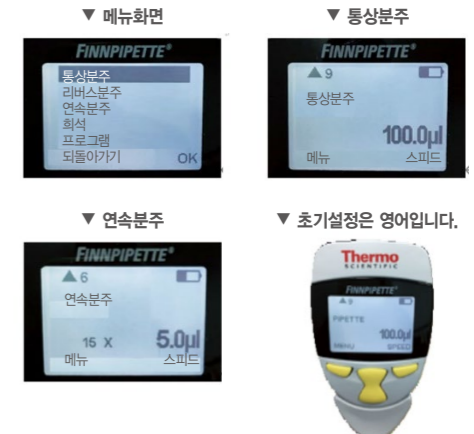 ▼ 메뉴화면
FINNPIPETTE®
통상분주
리버스분주
연속분주
희석
프로그램
되돌아가기 OK
▼ 통상분주
FINNPIPETTE®
▲9
통상분주
100.0µl
메뉴 스피드
▼ 연속분주
FINNPIPETTE®
▲6
연속분주
15 X 5.0µl
메뉴 스피드
▼ 초기설정은 영어입니다.
Thermo
SCIENTIFIC
FINNPIPETTE®
▲9
PIPETTE
100.0µl
MENU SPEED